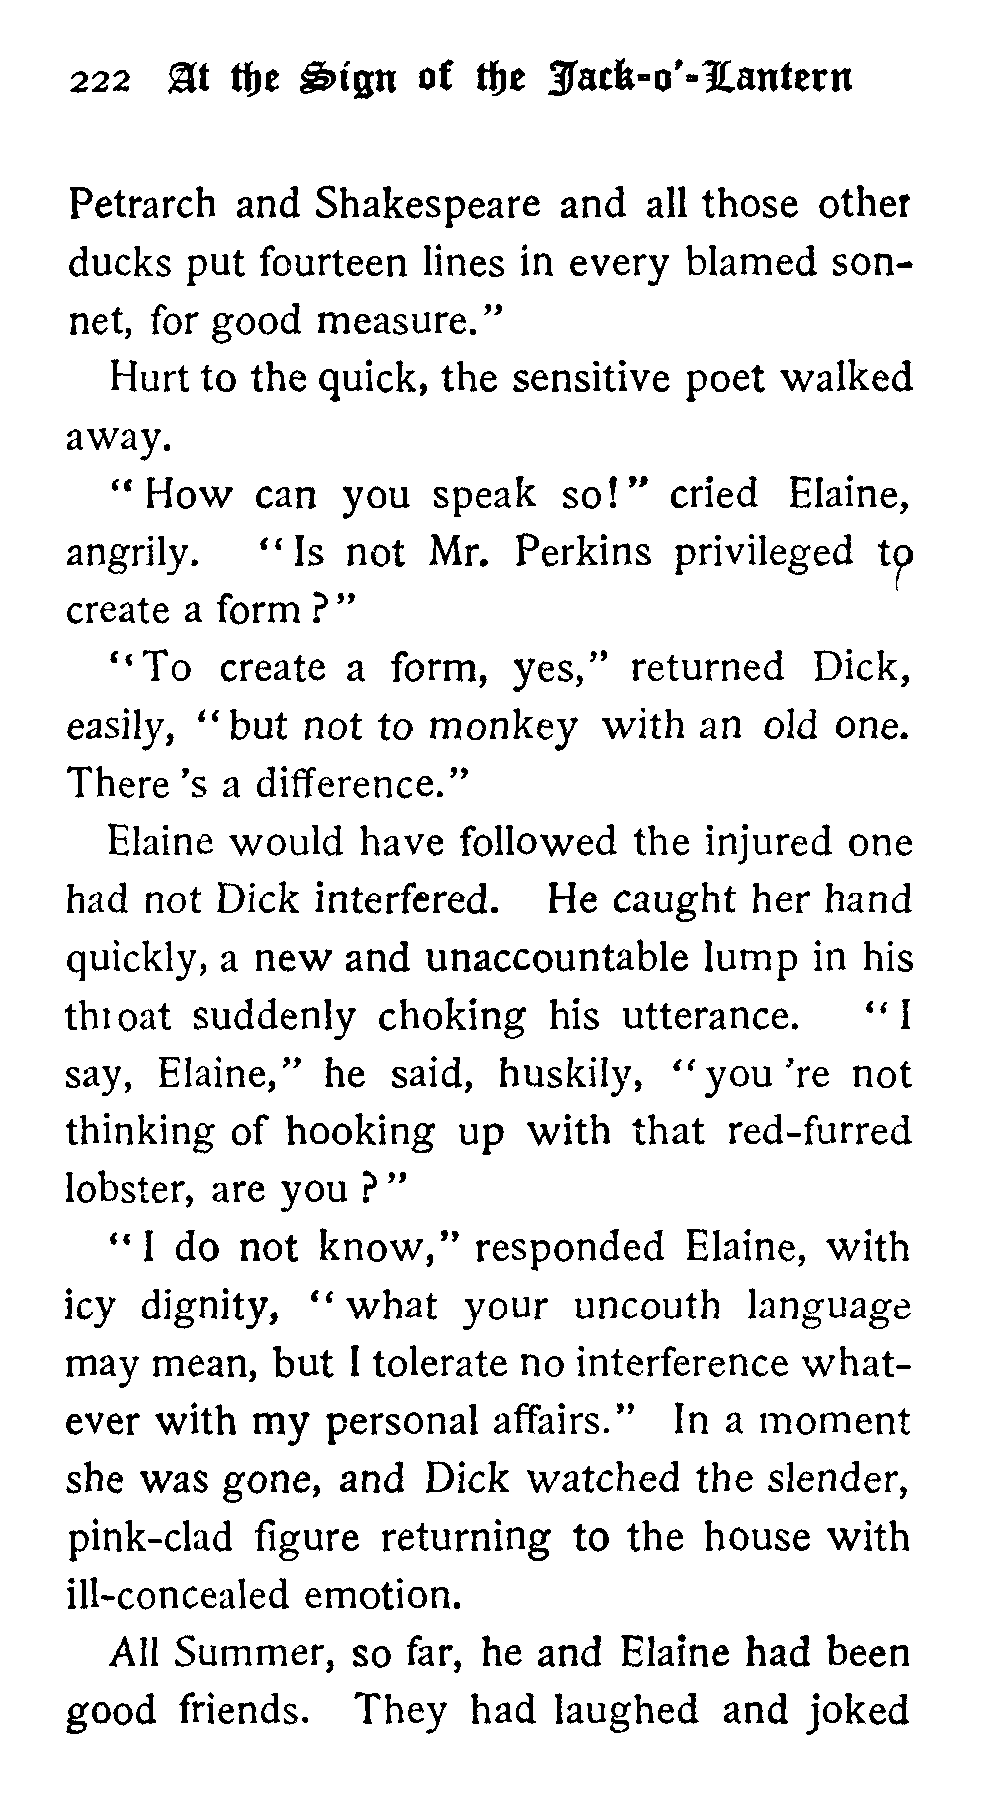 222 At the Sign of the Jack-o'-Lantern
Petrarch and Shakespeare and all those other
ducks put fourteen lines in every blamed son-
net, for good measure."
Hurt to the quick, the sensitive poet walked
away.
"How can you speak so!" cried Elaine,
angrily. "Is not Mr. Perkins privileged to
create a form?"
"To create a form, yes," returned Dick,
easily, "but not to monkey with an old one.
There's a difference."
Elaine would have followed the injured one
had not Dick interfered. He caught her hand
quickly, a new and unaccountable lump in his
throat suddenly choking his utterance. "I
say, Elaine," he said, huskily, "you're not
thinking of hooking up with that red-furred
lobster, are you?"
"I do not know," responded Elaine, with
icy dignity, "what your uncouth language
may mean, but I tolerate no interference what-
ever with my personal affairs." In a moment
she was gone, and Dick watched the slender,
pink-clad figure returning to the house with
ill-concealed emotion.
All Summer, so far, he and Elaine had been
good friends. They had laughed and joked